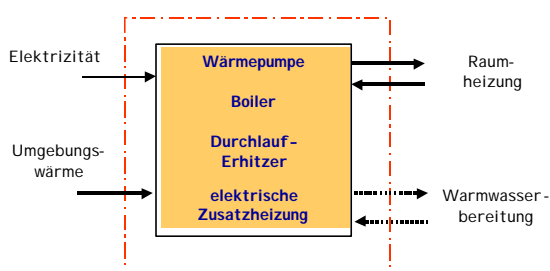 Elektrizität
Umgebungs-
wärme
Wärmepumpe
Boiler
Durchlauf-
Erhitzer
elektrische
Zusatzheizung
Raum-
heizung
Warmwasser-
bereitung